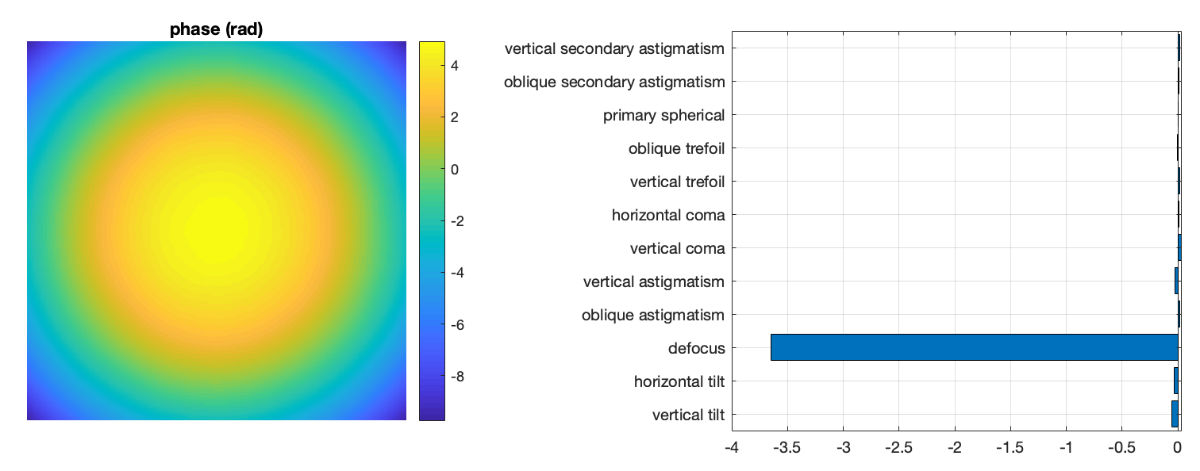 phase (rad)
4
2
0
-2
-4
-6
-8
vertical secondary astigmatism
oblique secondary astigmatism
primary spherical
oblique trefoil
vertical trefoil
horizontal coma
vertical coma
vertical astigmatism
oblique astigmatism
defocus
horizontal tilt
vertical tilt
-4 -3.5 -3 -2.5 -2 -1.5 -1 -0.5 0